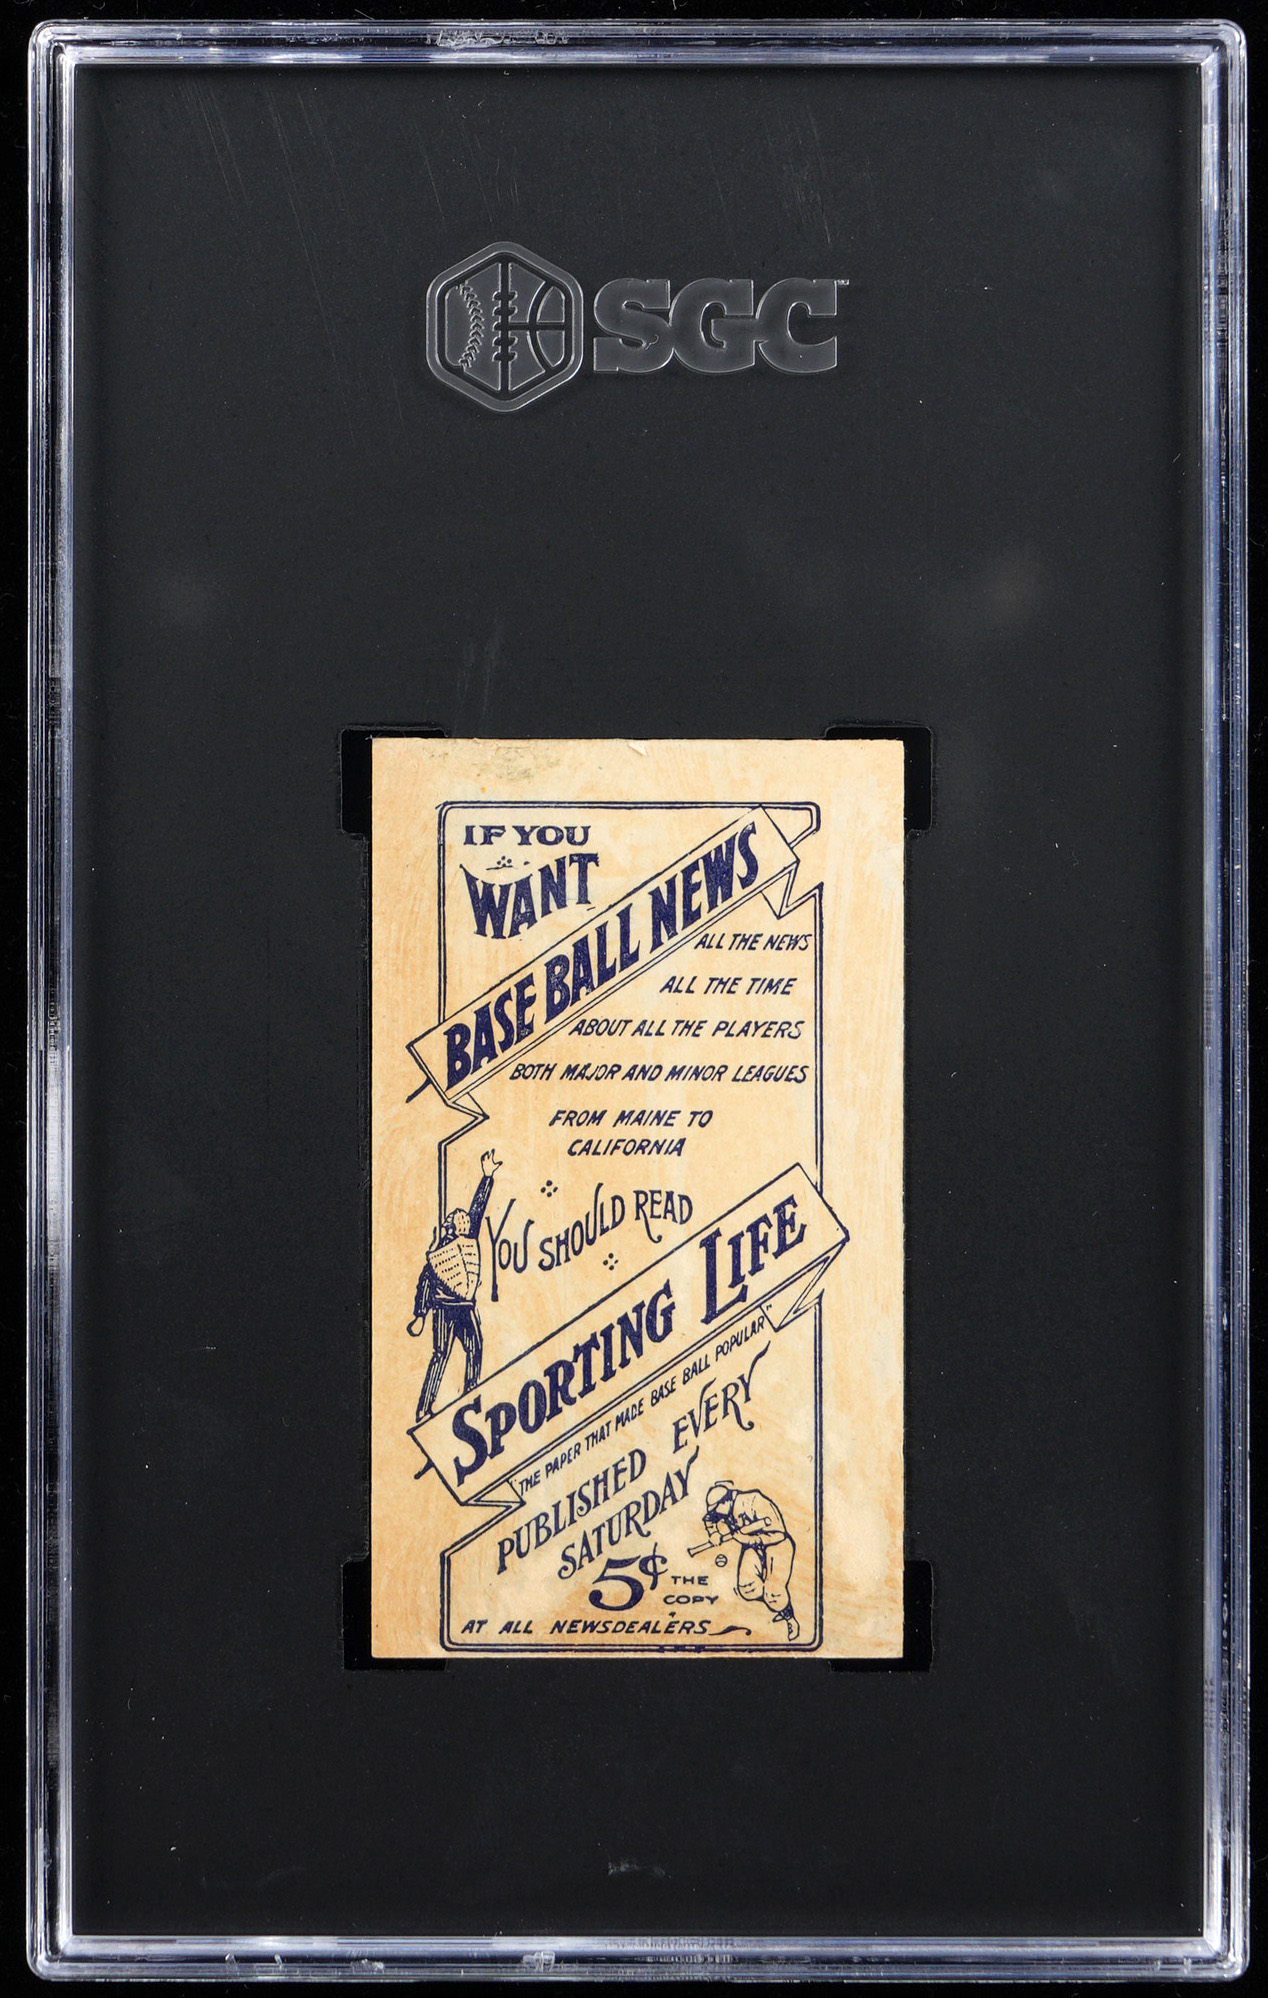 SGC
IF YOU
WANT
BASE BALL NEWS
ALL THE NEWS
ALL THE TIME
ABOUT ALL THE PLAYERS
BOTH MAJOR AND MINOR LEAGUES
FROM MAINE TO
CALIFORNIA
YOU SHOULD READ
SPORTING LIFE
"THE PAPER THAT MADE BASE BALL POPULAR"
PUBLISHED EVERY
SATURDAY
5¢ THE
COPY
AT ALL NEWSDEALERS